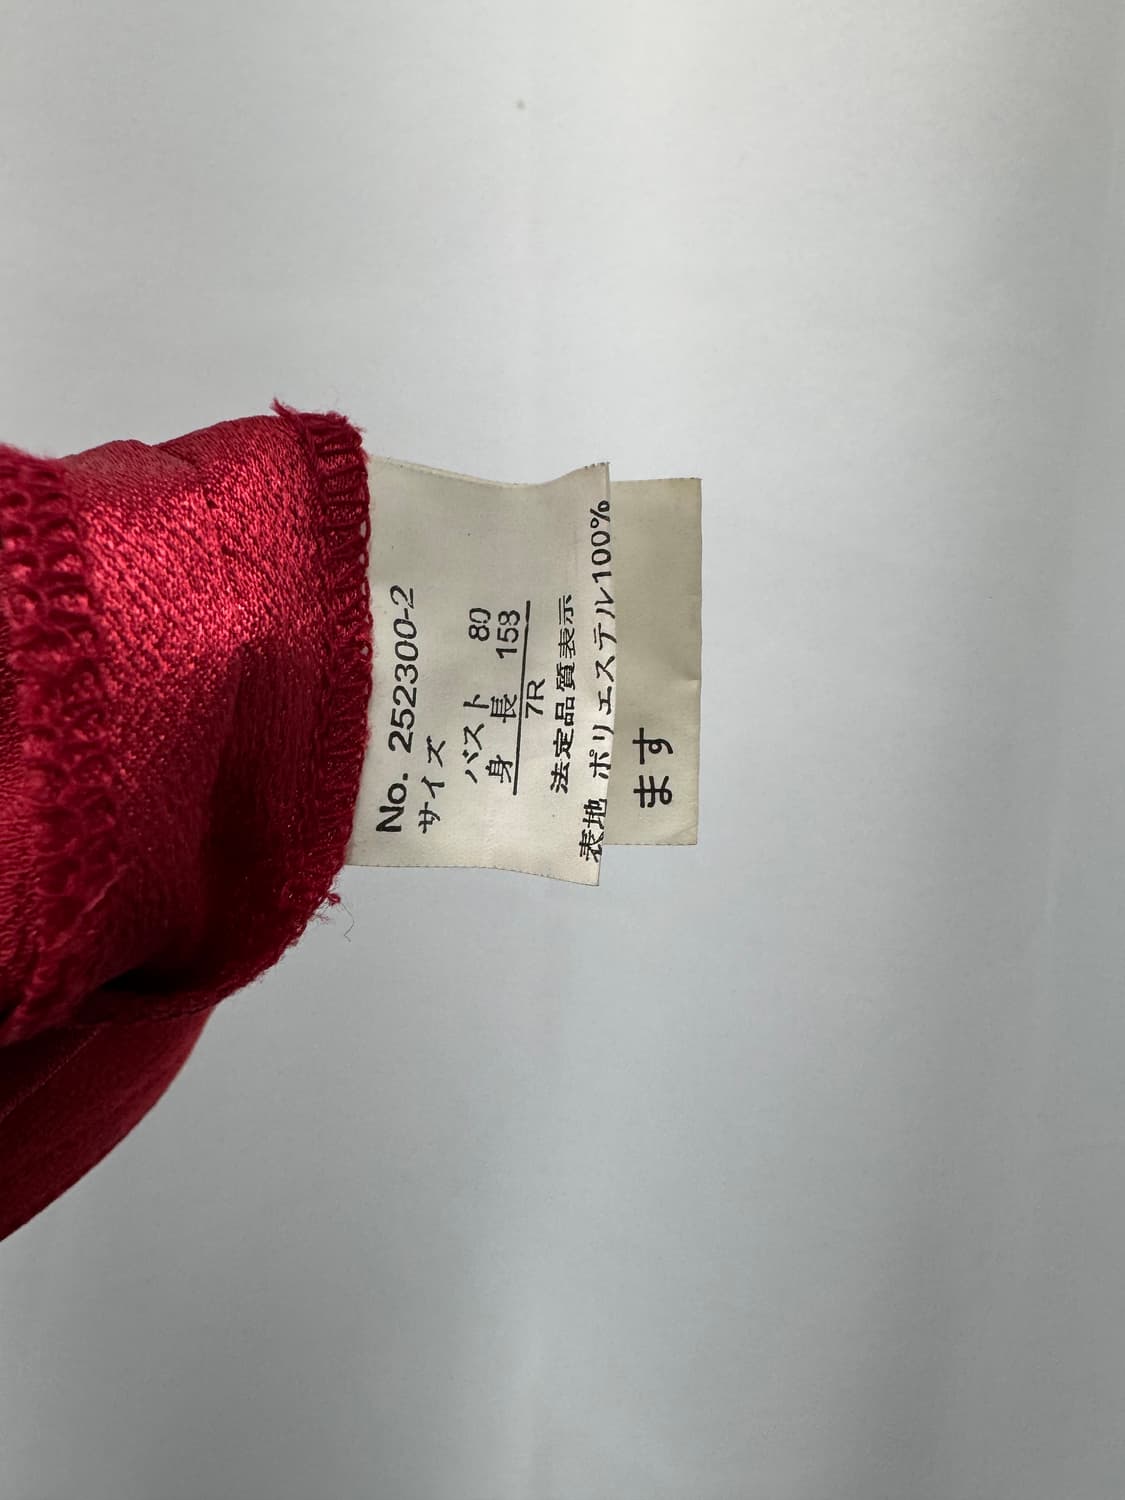 No. 252300-2
サイズ
バスト 80
身長 158
7R
法定品質表示
表地 ポリエステル100%
ます